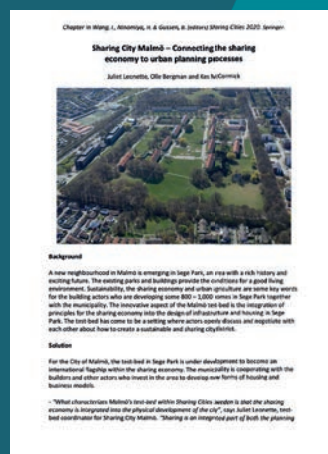 Chapter in Wang, J., Ninomiya, H. & Gussen, B. (editors) Sharing Cities 2020. Springer.
Sharing City Malmö – Connecting the sharing
economy to urban planning processes
Juliet Leonette, Olle Bergman and Kes McCormick
Background
A new neighbourhood in Malmö is emerging in Sege Park, an area with a rich history and
exciting future. The existing parks and buildings provide the conditions for a good living
environment. Sustainability, the sharing economy and urban agriculture are some key words
for the building actors who are developing some 800 – 1,000 homes in Sege Park together
with the municipality. The innovative aspect of the Malmö test-bed is the integration of
principles for the sharing economy into the design of infrastructure and housing in Sege
Park. The test-bed has come to be a setting where actors openly discuss and negotiate with
each other about how to create a sustainable and sharing city district.
Solution
For the City of Malmö, the test-bed in Sege Park is under development to become an
international flagship within the sharing economy. The municipality is cooperating with the
builders and other actors who invest in the area to develop new forms of housing and
business models.
- "What characterizes Malmö's test-bed within Sharing Cities Sweden is that the sharing
economy is integrated into the physical development of the city", says Juliet Leonette, test-
bed coordinator for Sharing City Malmö. "Sharing is an integrated part of both the planning